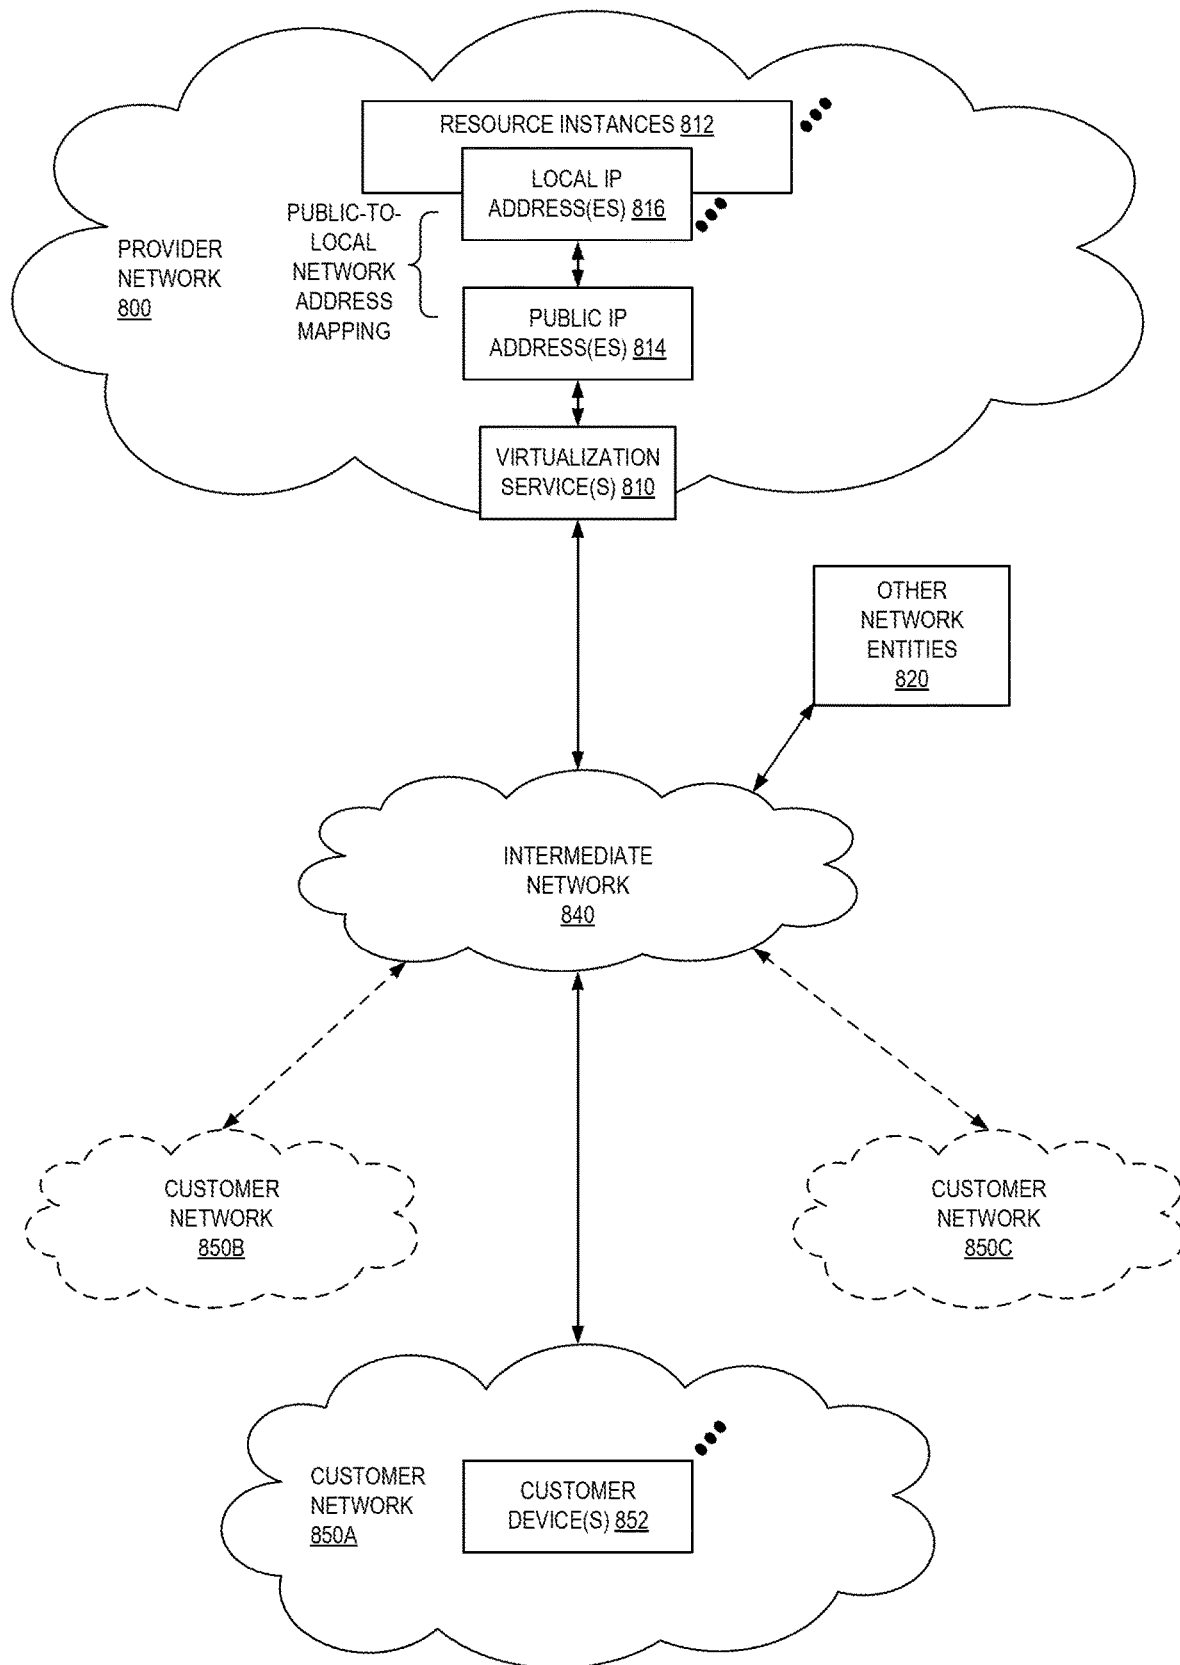 RESOURCE INSTANCES 812
LOCAL IP
ADDRESS(ES) 816
PUBLIC-TO-
LOCAL
NETWORK
ADDRESS
MAPPING
PROVIDER
NETWORK
800
PUBLIC IP
ADDRESS(ES) 814
VIRTUALIZATION
SERVICE(S) 810
OTHER
NETWORK
ENTITIES
820
INTERMEDIATE
NETWORK
840
CUSTOMER
NETWORK
850B
CUSTOMER
NETWORK
850C
CUSTOMER
NETWORK
850A
CUSTOMER
DEVICE(S) 852